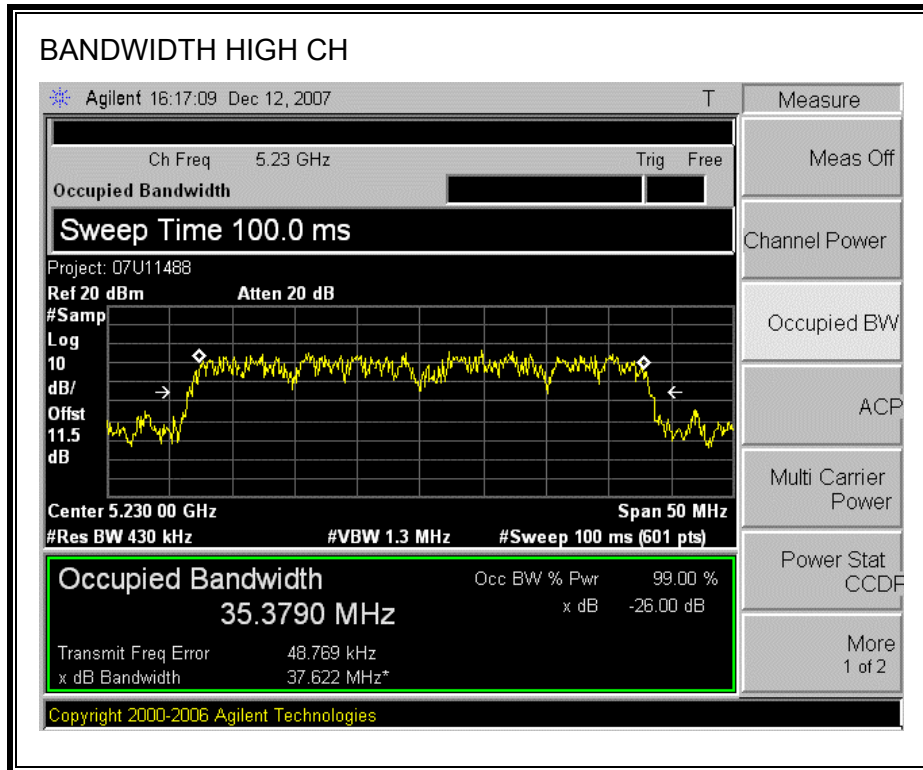 BANDWIDTH HIGH CH
Agilent 16:17:09 Dec 12, 2007 T
Measure
Ch Freq 5.23 GHz Trig Free
Occupied Bandwidth
Sweep Time 100.0 ms
Project: 07U11488
Ref 20 dBm Atten 20 dB
#Samp
Log
10
dB/
Offst
11.5
dB
Center 5.230 00 GHz Span 50 MHz
#Res BW 430 kHz #VBW 1.3 MHz #Sweep 100 ms (601 pts)
Occupied Bandwidth
35.3790 MHz
Occ BW % Pwr 99.00 %
x dB -26.00 dB
Transmit Freq Error 48.769 kHz
x dB Bandwidth 37.622 MHz*
Copyright 2000-2006 Agilent Technologies
Meas Off
Channel Power
Occupied BW
ACP
Multi Carrier
Power
Power Stat
CCDF
More
1 of 2